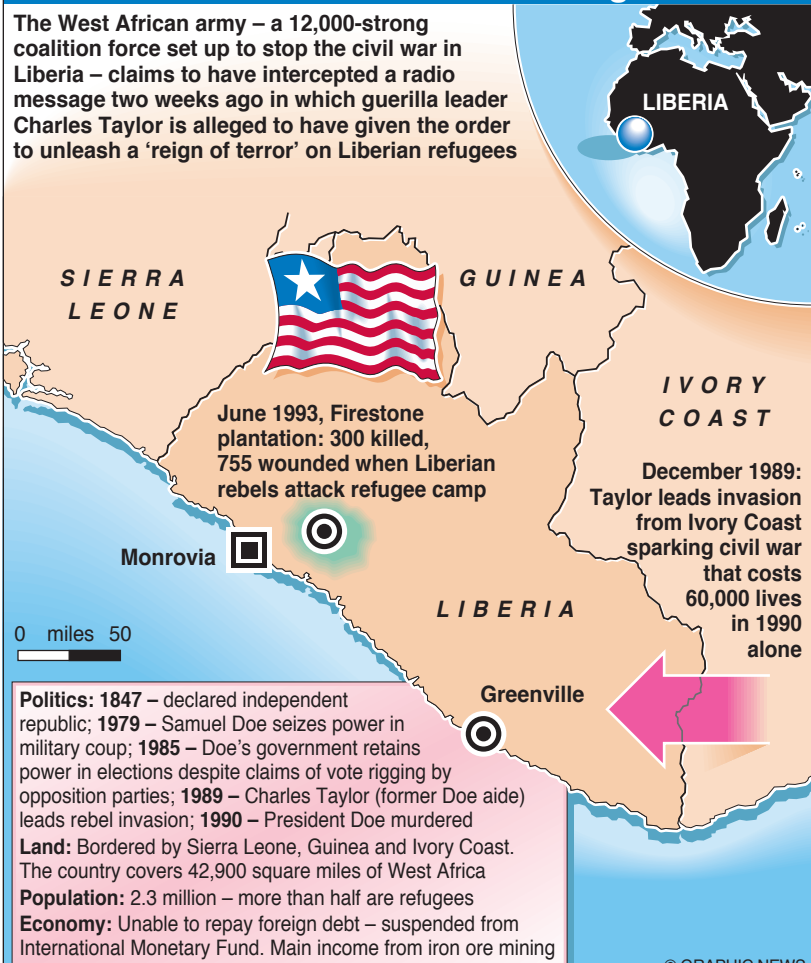 The West African army – a 12,000-strong
coalition force set up to stop the civil war in
Liberia – claims to have intercepted a radio
message two weeks ago in which guerilla leader
Charles Taylor is alleged to have given the order
to unleash a ‘reign of terror’ on Liberian refugees
LIBERIA
SIERRA
LEONE
GUINEA
IVORY
COAST
June 1993, Firestone
plantation: 300 killed,
755 wounded when Liberian
rebels attack refugee camp
December 1989:
Taylor leads invasion
from Ivory Coast
sparking civil war
that costs
60,000 lives
in 1990
alone
Monrovia
LIBERIA
0 miles 50
Greenville
Politics: 1847 – declared independent
republic; 1979 – Samuel Doe seizes power in
military coup; 1985 – Doe’s government retains
power in elections despite claims of vote rigging by
opposition parties; 1989 – Charles Taylor (former Doe aide)
leads rebel invasion; 1990 – President Doe murdered
Land: Bordered by Sierra Leone, Guinea and Ivory Coast.
The country covers 42,900 square miles of West Africa
Population: 2.3 million – more than half are refugees
Economy: Unable to repay foreign debt – suspended from
International Monetary Fund. Main income from iron ore mining
© GRAPHIC NEWS